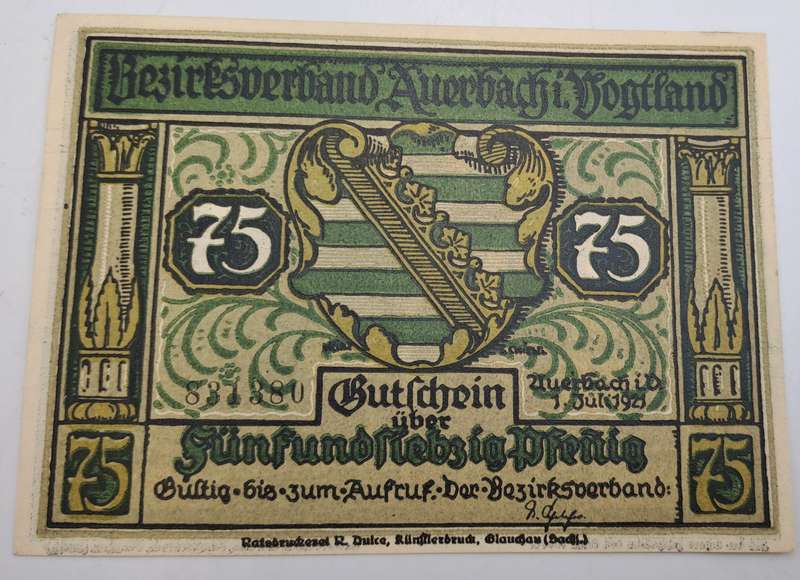 Bezirksverband Auerbach i. Vogtland
75 75
831380
Gutschein
Auerbach i. V.
1. Juli 1921
über
Fünfundsiebzig Pfennig
75 75
Gültig · bis · zum · Aufruf · Der · Bezirksverband:
Ratsdruckerei R. Dulce, Künstlerdruck, Glauchau (Sachs.)